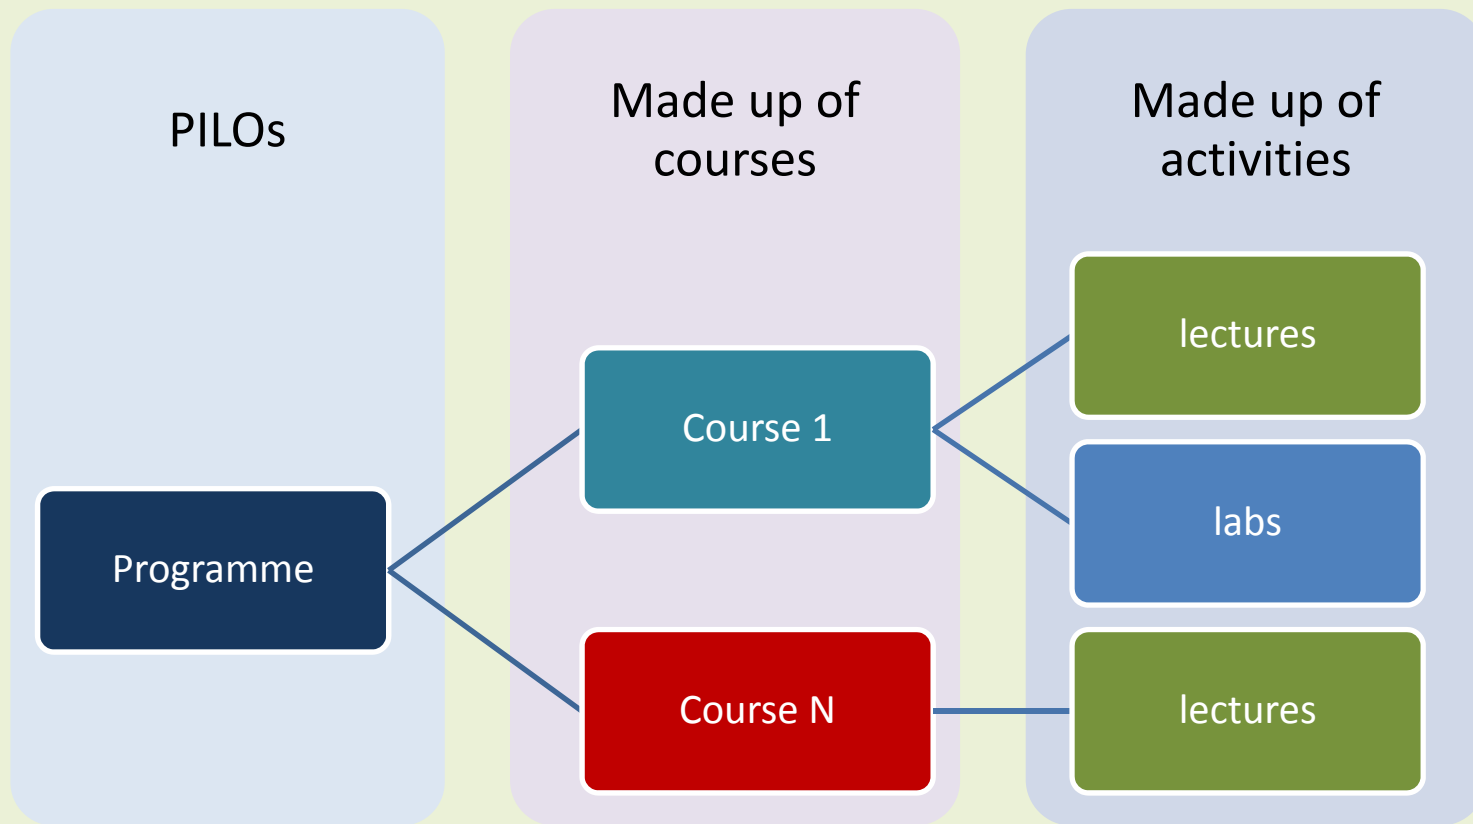 PILOs
Made up of
courses
Made up of
activities
Programme
Course 1
Course N
lectures
labs
lectures